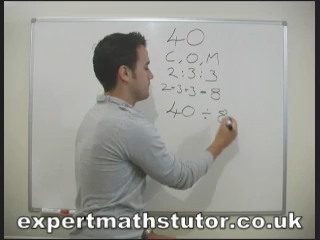 40
C, O, M
2 : 3 : 3
2+3+3 = 8
40 ÷ 8
expertmathstutor.co.uk